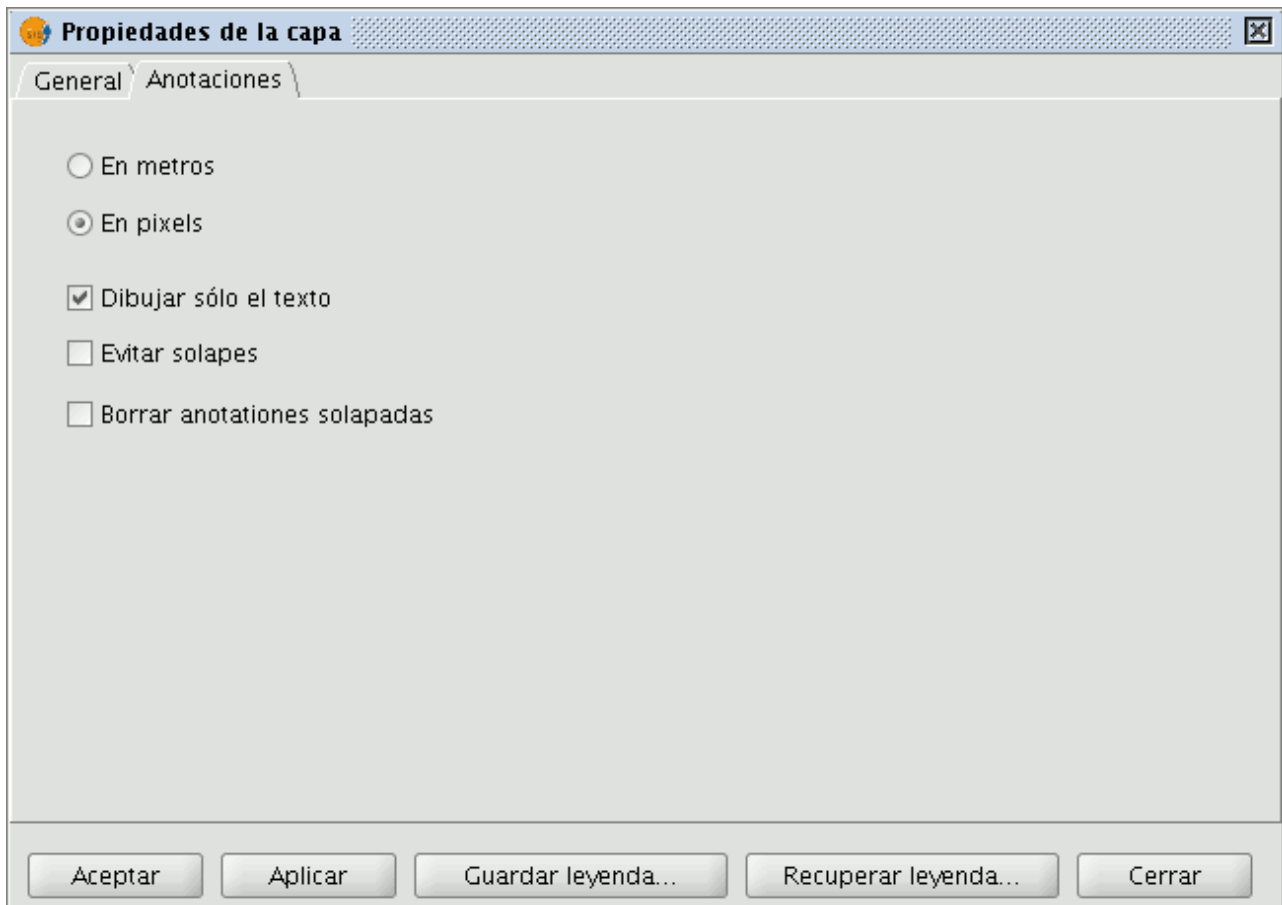 Propiedades de la capa
General Anotaciones
En metros
En pixels
Dibujar sólo el texto
Evitar solapes
Borrar anotationes solapadas
Aceptar Aplicar Guardar leyenda... Recuperar leyenda... Cerrar